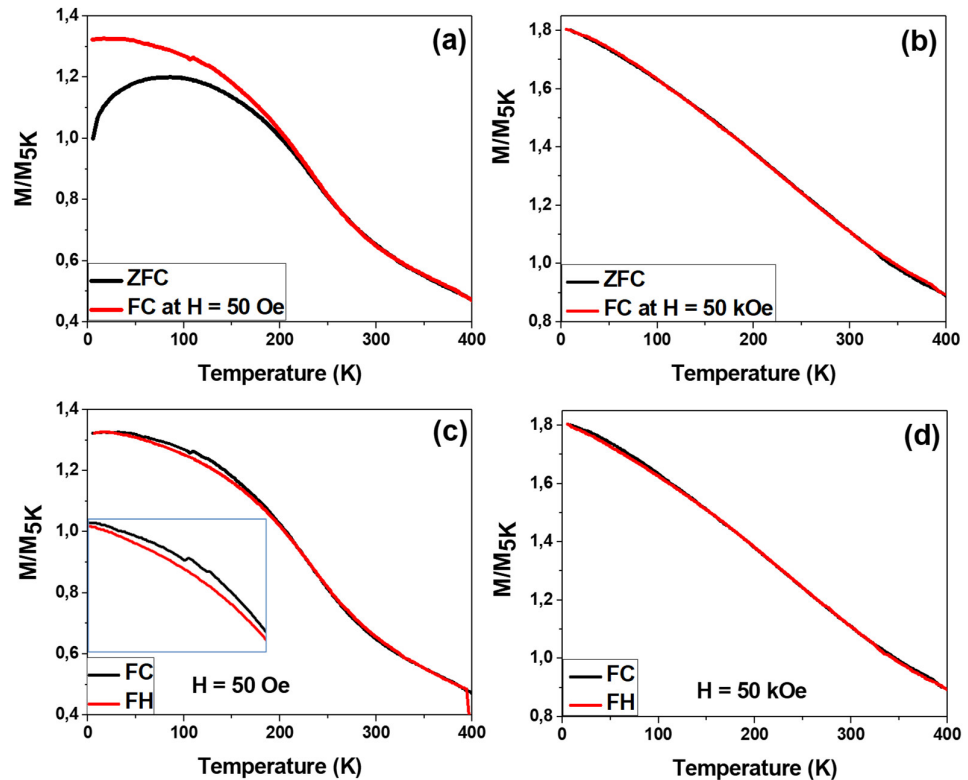 (a)
1,4
1,2
1,0
0,8
0,6
0,4
M/M5K
ZFC
FC at H = 50 Oe
0 100 200 300 400
Temperature (K)
(b)
1,8
1,6
1,4
1,2
1,0
0,8
M/M5K
ZFC
FC at H = 50 kOe
0 100 200 300 400
Temperature (K)
(c)
1,4
1,2
1,0
0,8
0,6
0,4
M/M5K
FC
FH
H = 50 Oe
0 100 200 300 400
Temperature (K)
(d)
1,8
1,6
1,4
1,2
1,0
0,8
M/M5K
FC
FH
H = 50 kOe
0 100 200 300 400
Temperature (K)